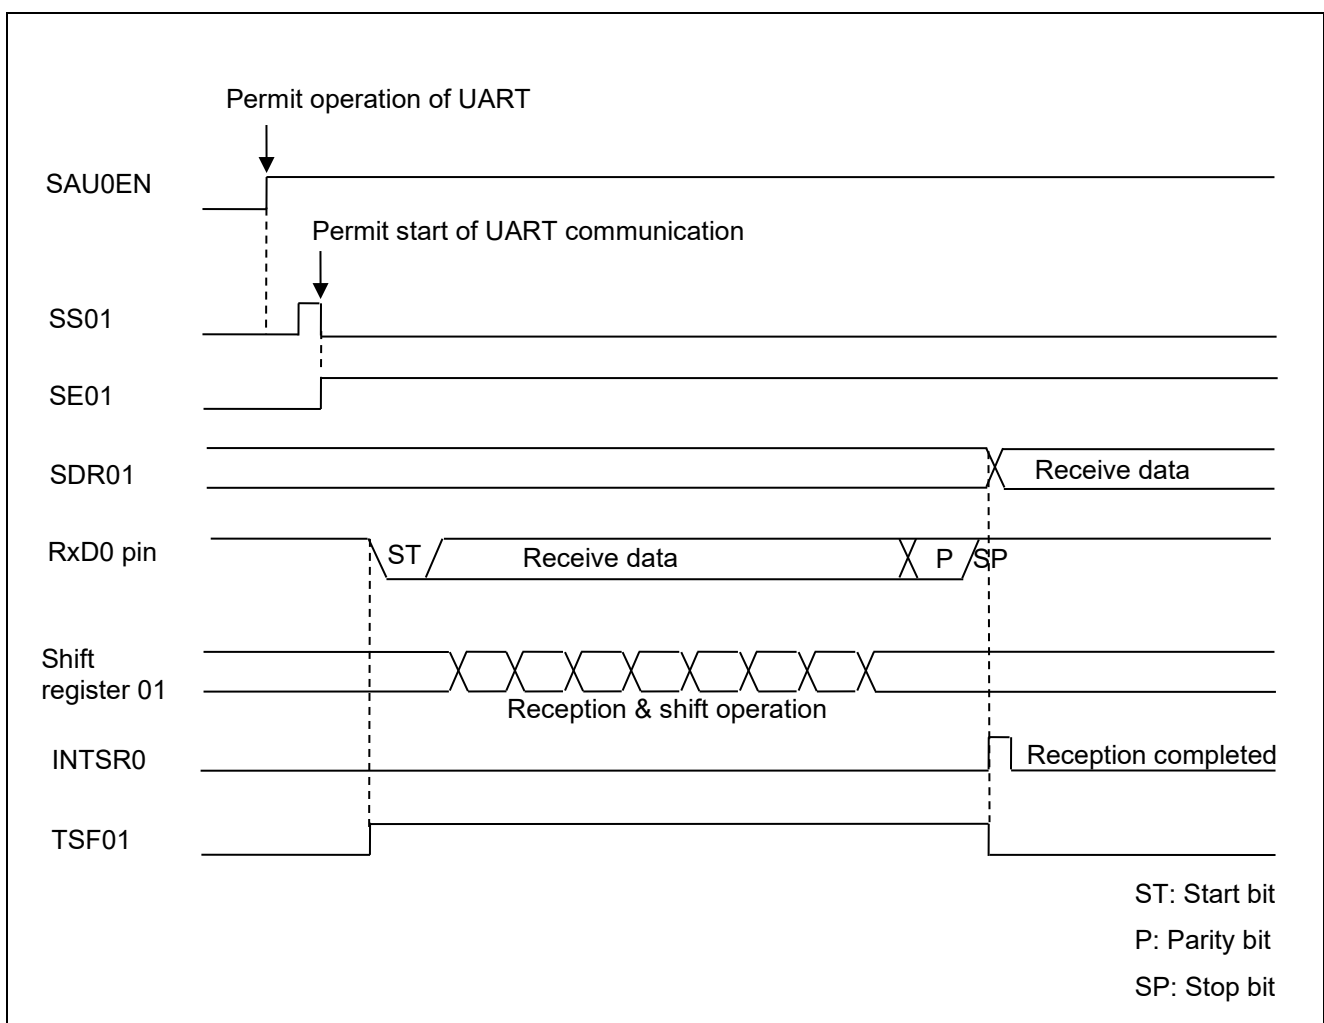 Permit operation of UART
SAU0EN
Permit start of UART communication
SS01
SE01
SDR01
Receive data
RxD0 pin
ST
Receive data
P
SP
Shift
register 01
Reception & shift operation
INTSR0
Reception completed
TSF01
ST: Start bit
P: Parity bit
SP: Stop bit